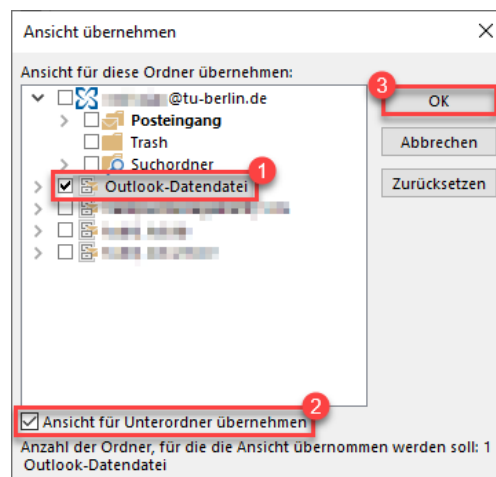 Ansicht übernehmen
Ansicht für diese Ordner übernehmen:
@tu-berlin.de
Posteingang
Trash
Suchordner
1
Outlook-Datendatei
3
OK
Abbrechen
Zurücksetzen
2
Ansicht für Unterordner übernehmen
Anzahl der Ordner, für die die Ansicht übernommen werden soll: 1
Outlook-Datendatei